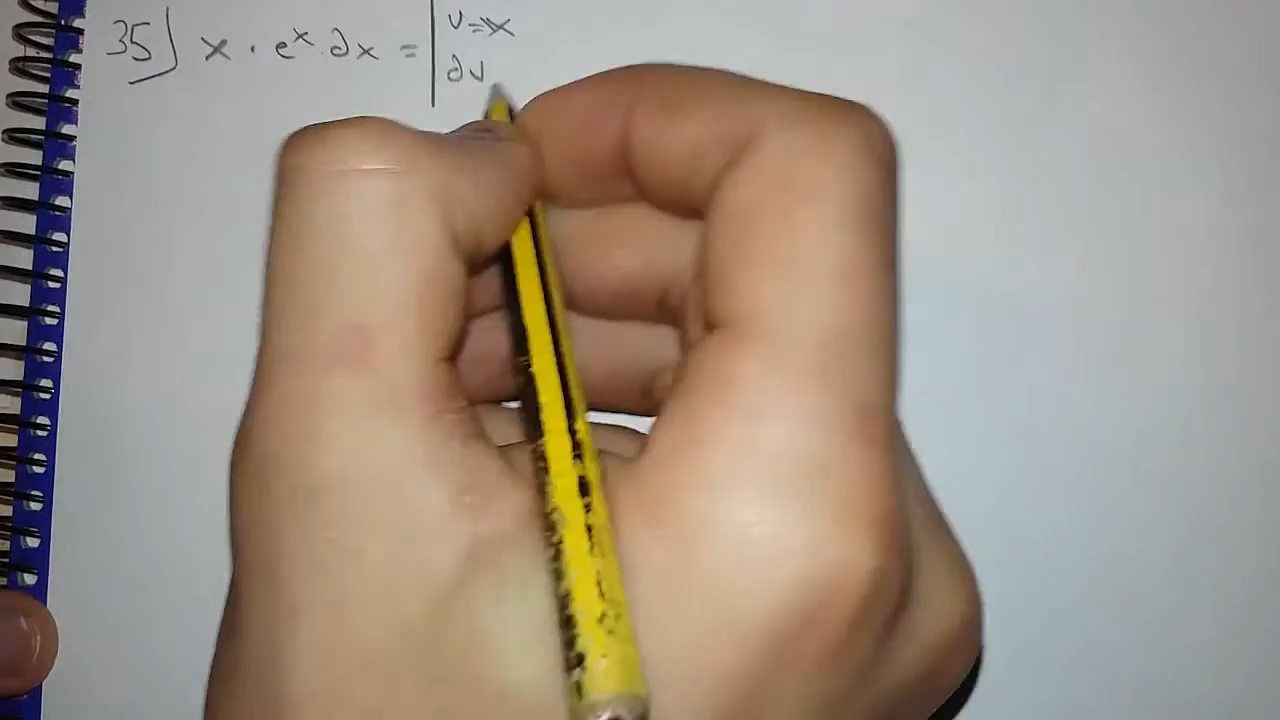 35∫ x · eˣ ∂x = | u = x
∂u